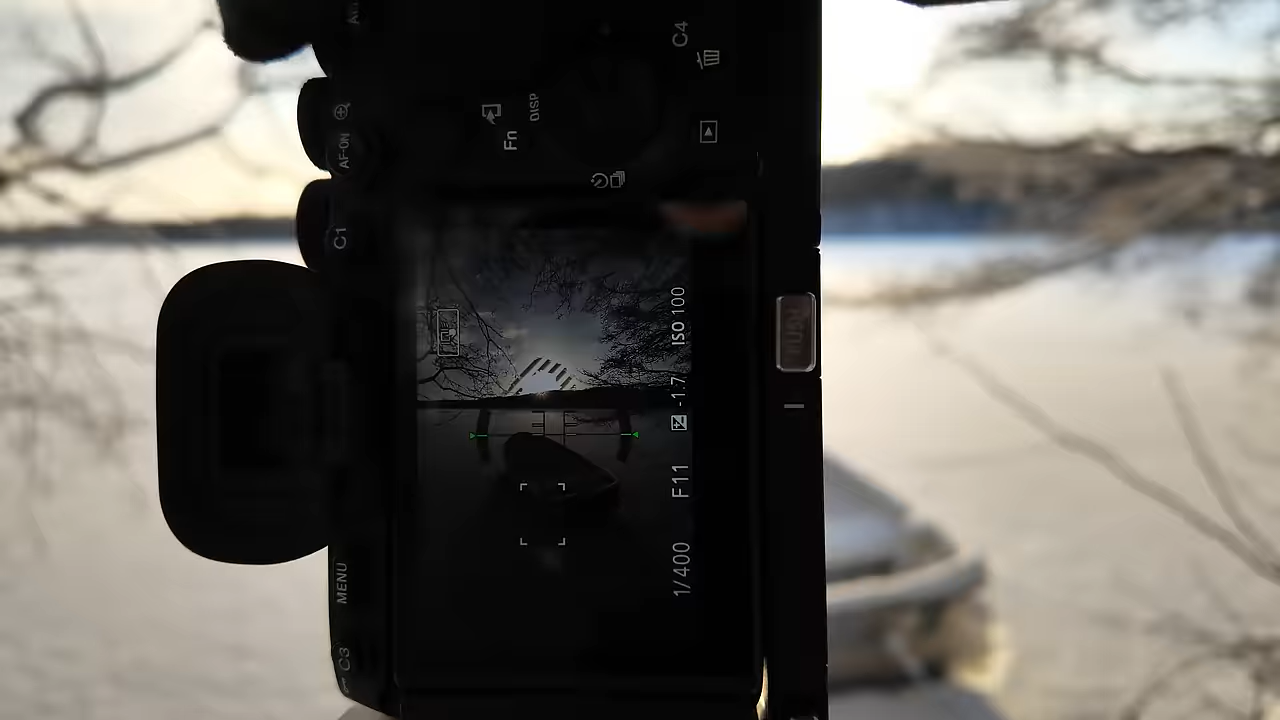 C4
DISP
Fn
AF-ON
C1
1/400 F11 -1.7 ISO 100
MENU
C3